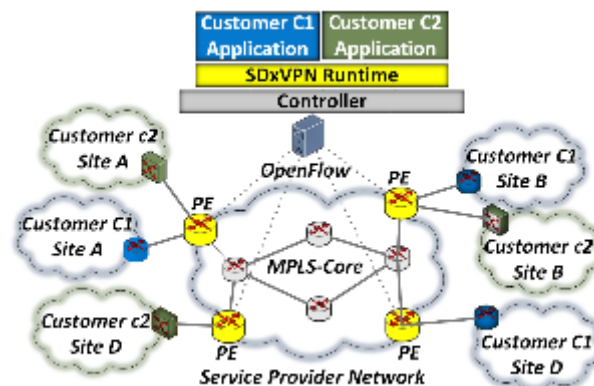 Customer C1
Application
Customer C2
Application
SDxVPN Runtime
Controller
Customer c2
Site A
OpenFlow
PE
Customer C1
Site B
PE
Customer C1
Site A
MPLS-Core
Customer c2
Site B
Customer c2
Site D
PE
PE
Customer C1
Site D
Service Provider Network